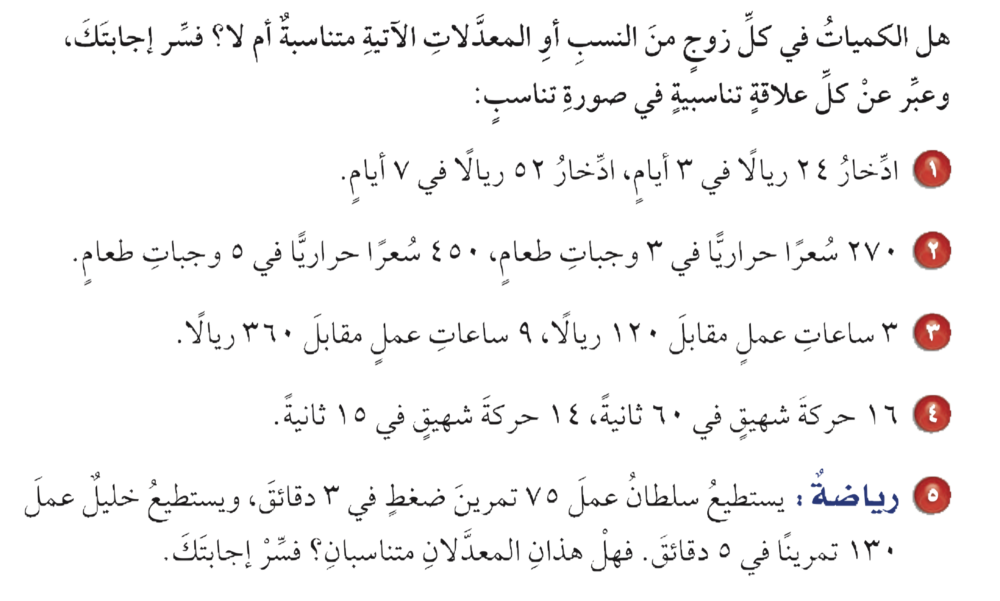 هل الكمياتُ في كلِّ زوجٍ منَ النسبِ أوِ المعدَّلاتِ الآتيةِ متناسبةٌ أم لا؟ فسِّر إجابتَكَ،
وعبِّر عنْ كلِّ علاقةٍ تناسبيةٍ في صورةِ تناسبٍ:
١ ادِّخارُ ٢٤ ريالًا في ٣ أيامٍ، ادِّخارُ ٥٢ ريالًا في ٧ أيامٍ.
٢ ٢٧٠ سُعرًا حراريًّا في ٣ وجباتِ طعامٍ، ٤٥٠ سُعرًا حراريًّا في ٥ وجباتِ طعامٍ.
٣ ٣ ساعاتِ عملٍ مقابلَ ١٢٠ ريالًا، ٩ ساعاتِ عملٍ مقابلَ ٣٦٠ ريالًا.
٤ ١٦ حركةَ شهيقٍ في ٦٠ ثانيةً، ١٤ حركةَ شهيقٍ في ١٥ ثانيةً.
٥ رياضةٌ: يستطيعُ سلطانُ عملَ ٧٥ تمرينَ ضغطٍ في ٣ دقائقَ، ويستطيعُ خليلٌ عملَ
١٣٠ تمرينًا في ٥ دقائقَ. فهلْ هذانِ المعدَّلانِ متناسبانِ؟ فسِّرْ إجابتَكَ.